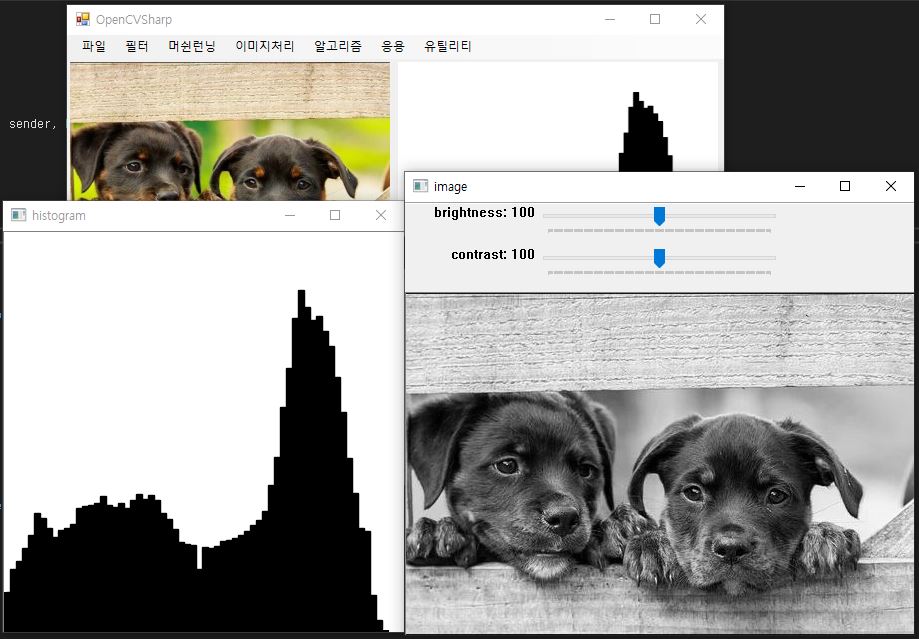 OpenCVSharp
파일 필터 머쉰런닝 이미지처리 알고리즘 응용 유틸리티
sender,
image
brightness: 100
contrast: 100
histogram